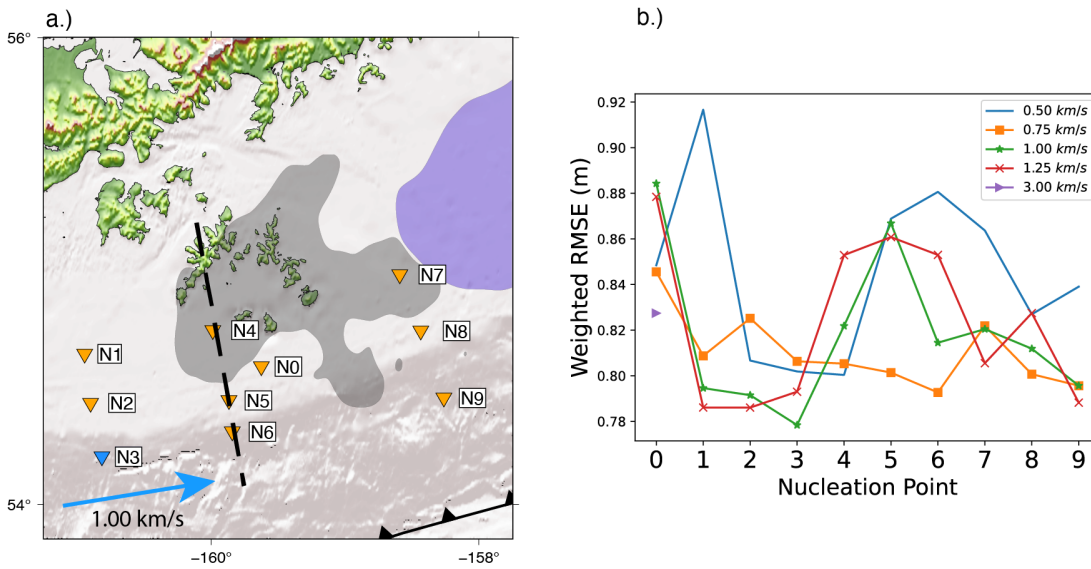 a.)
56°
54°
−160°
−158°
N7
N4
N8
N1
N0
N2
N5
N9
N6
N3
1.00 km/s
b.)
Weighted RMSE (m)
0.92
0.90
0.88
0.86
0.84
0.82
0.80
0.78
0.50 km/s
0.75 km/s
1.00 km/s
1.25 km/s
3.00 km/s
0 1 2 3 4 5 6 7 8 9
Nucleation Point